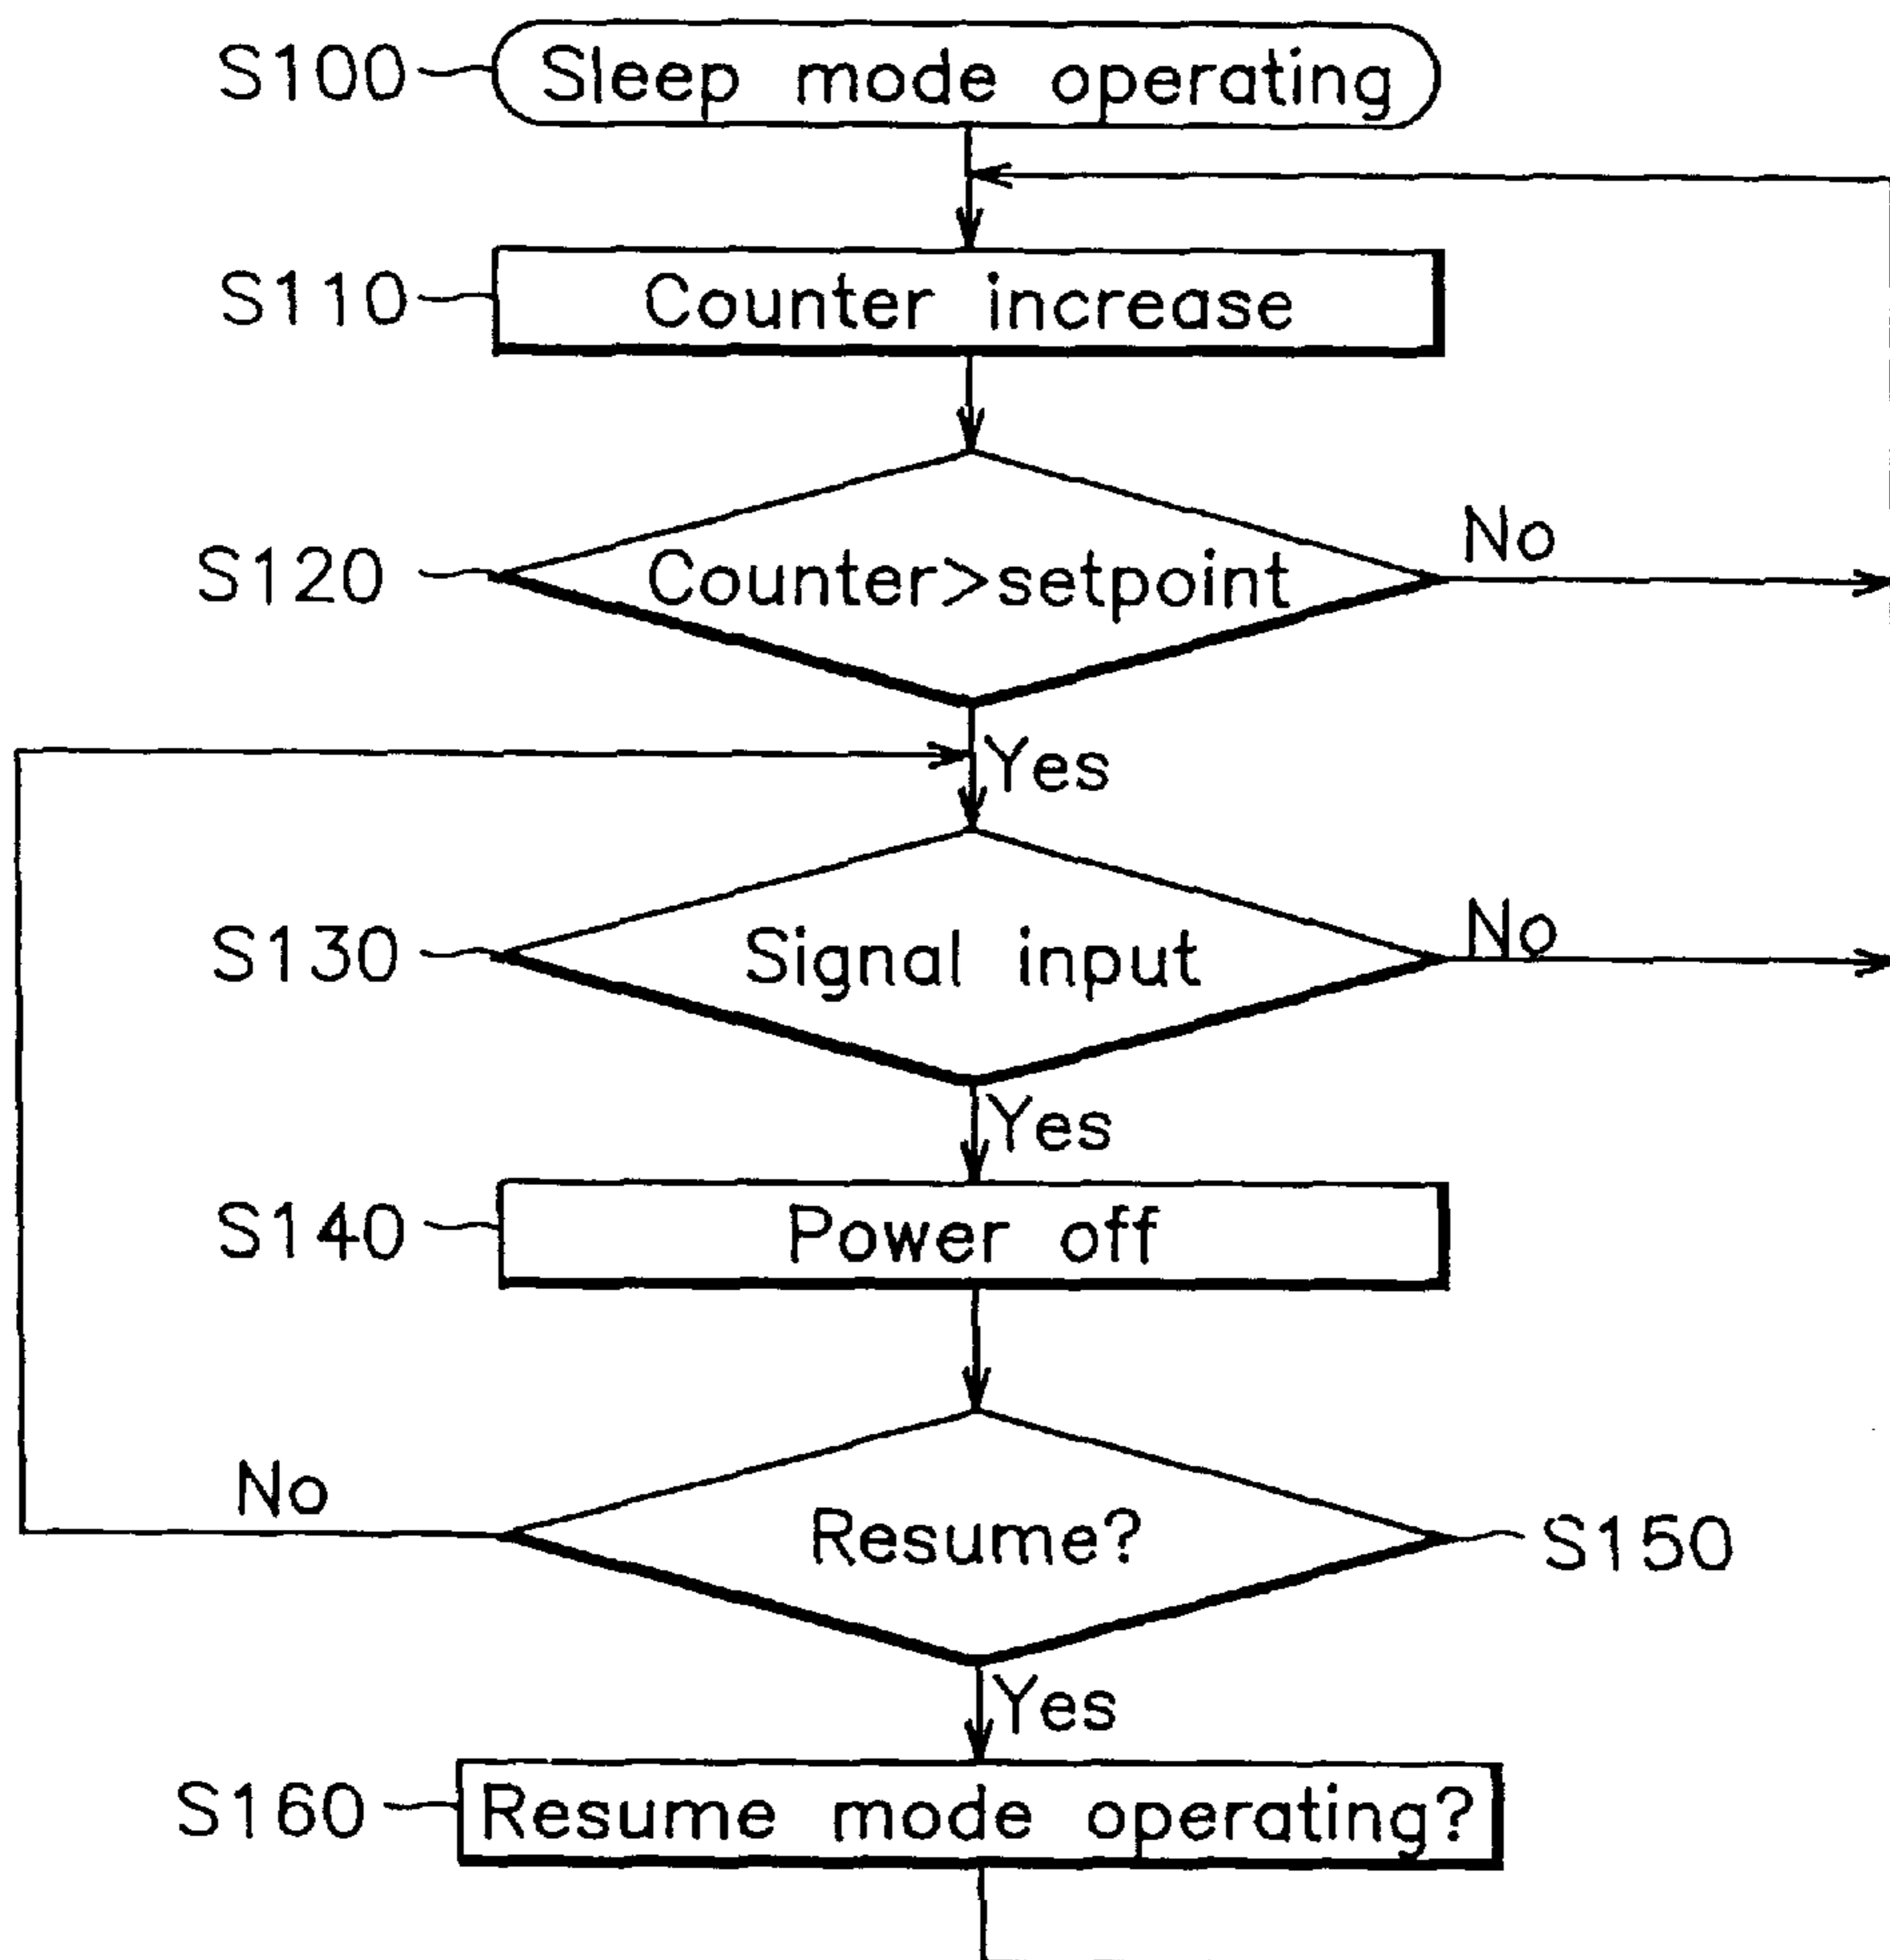 S100 Sleep mode operating
S110 Counter increase
S120 Counter>setpoint No
Yes
S130 Signal input No
Yes
S140 Power off
No Resume? S150
Yes
S160 Resume mode operating?